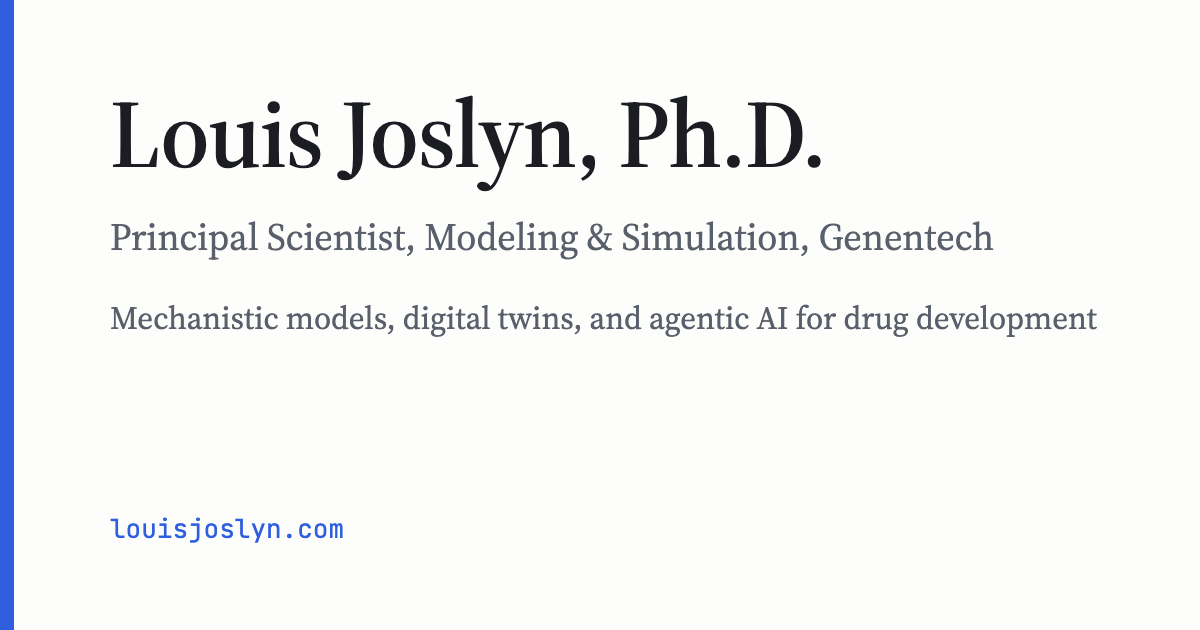 Louis Joslyn, Ph.D.
Principal Scientist, Modeling & Simulation, Genentech
Mechanistic models, digital twins, and agentic AI for drug development
louisjoslyn.com